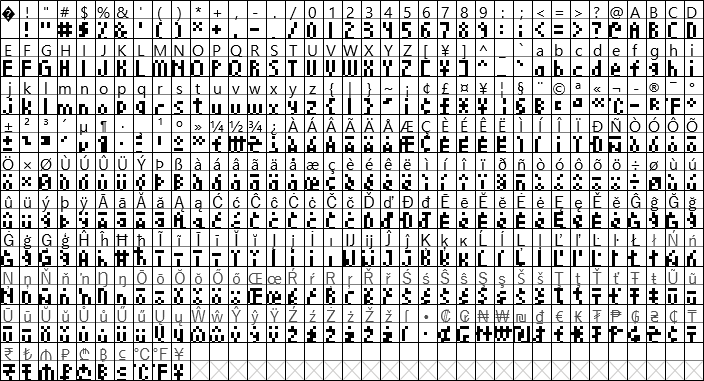 � ! " # $ % & ' ( ) * + , - . / 0 1 2 3 4 5 6 7 8 9 : ; < = > ? @ A B C D
E F G H I J K L M N O P Q R S T U V W X Y Z [ ¥ ] ^ _ ` a b c d e f g h i
j k l m n o p q r s t u v w x y z { | } ~ ¡ ¢ £ ¤ ¥ ¦ § ¨ © ª « ¬ - ® ¯ °
± ² ³ ´ µ ¶ · ¸ ¹ º » ¼ ½ ¾ ¿ À Á Â Ã Ä Å Æ Ç È É Ê Ë Ì Í Î Ï Ð Ñ Ò Ó Ô Õ
Ö × Ø Ù Ú Û Ü Ý Þ ß à á â ã ä å æ ç è é ê ë ì í î ï ð ñ ò ó ô õ ö ÷ ø ù ú
û ü ý þ ÿ Ā ā Ă ă Ą ą Ć ć Ĉ ĉ Ċ ċ Č č Ď ď Đ đ Ē ē Ĕ ĕ Ė ė Ę ę Ě ě Ĝ ĝ Ğ ğ
Ġ ġ Ģ ģ Ĥ ĥ Ħ ħ Ĩ ĩ Ī ī Ĭ ĭ Į į İ ı Ĳ ĳ Ĵ ĵ Ķ ķ ĸ Ĺ ĺ Ļ ļ Ľ ľ Ŀ ŀ Ł ł Ń ń
Ņ ņ Ň ň ŉ Ŋ ŋ Ō ō Ŏ ŏ Ő ő Œ œ Ŕ ŕ Ŗ ŗ Ř ř Ś ś Ŝ ŝ Ş ş Š š Ţ ţ Ť ť Ŧ ŧ Ũ ũ
Ū ū Ŭ ŭ Ů ů Ű ű Ų ų Ŵ ŵ Ŷ ŷ Ÿ Ź ź Ż ż Ž ž ſ • ₡ ₢ ₦ ₩ ₪ ₫ € ₭ ₮ ₱ ₲ ₴ ₵ ₸
₹ ₺ ₼ ₽ ₾ ₿ ℃ ℉ ￥